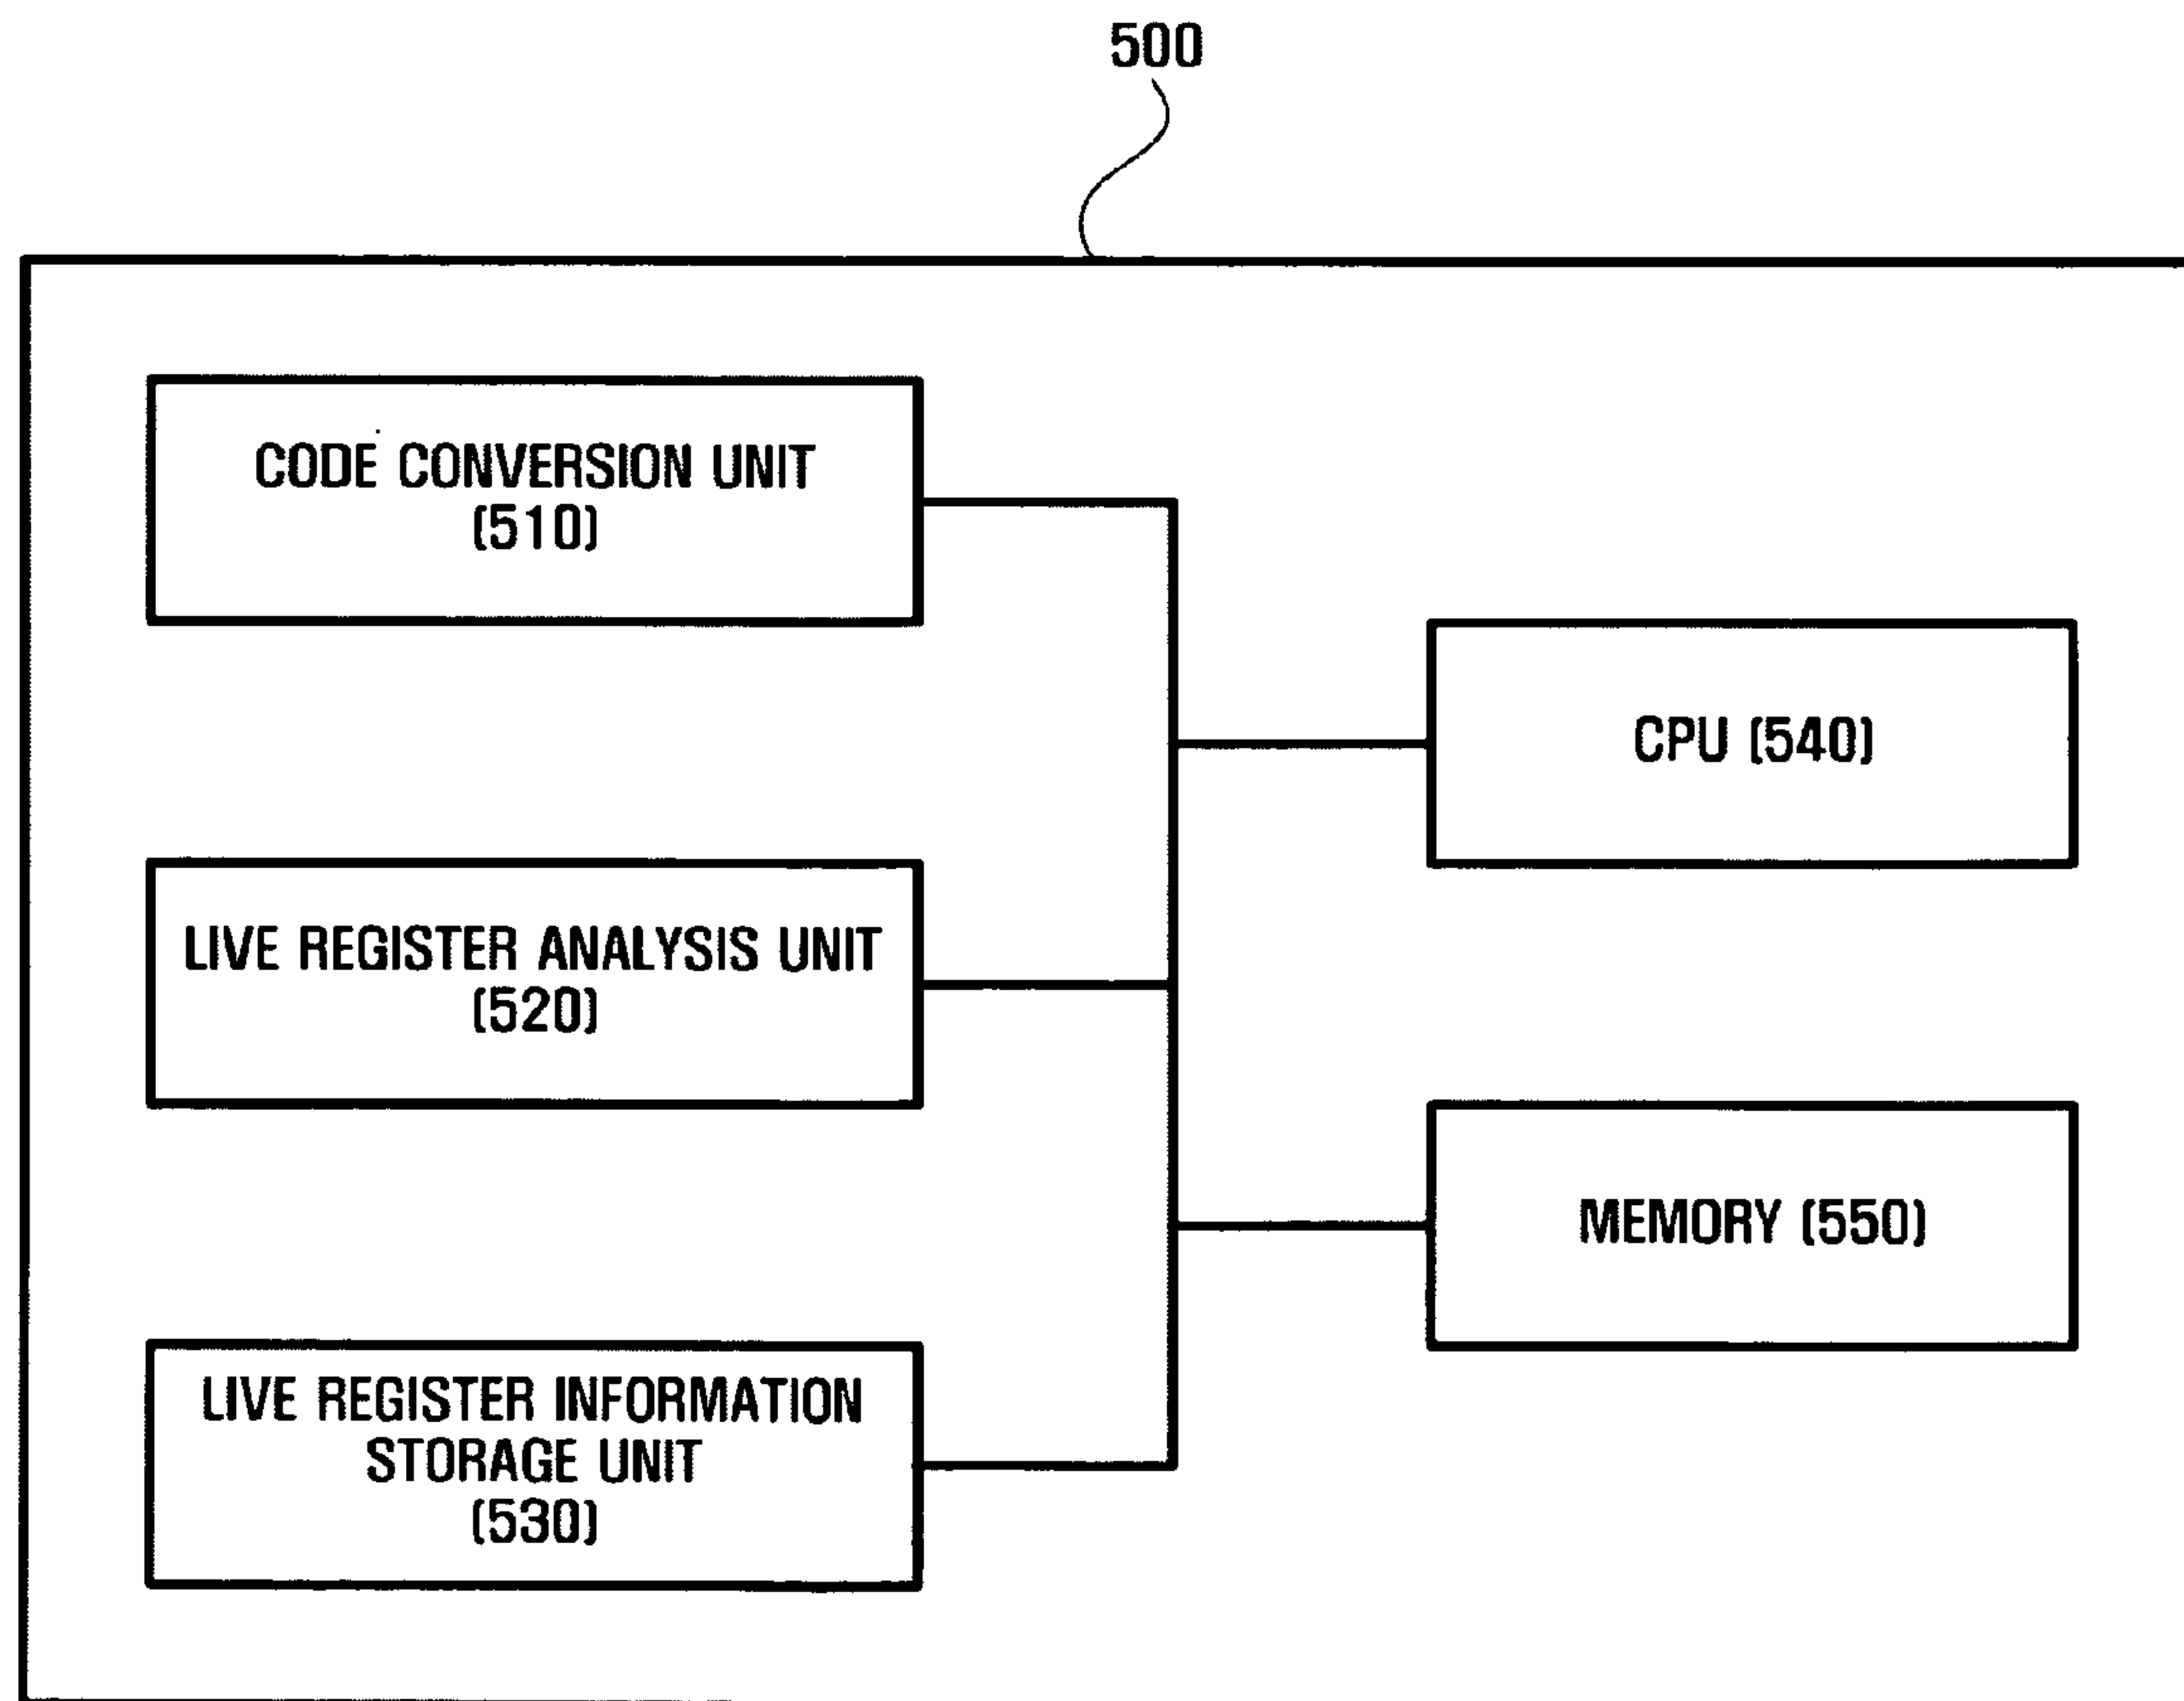 500
CODE CONVERSION UNIT
(510)
CPU (540)
LIVE REGISTER ANALYSIS UNIT
(520)
MEMORY (550)
LIVE REGISTER INFORMATION
STORAGE UNIT
(530)